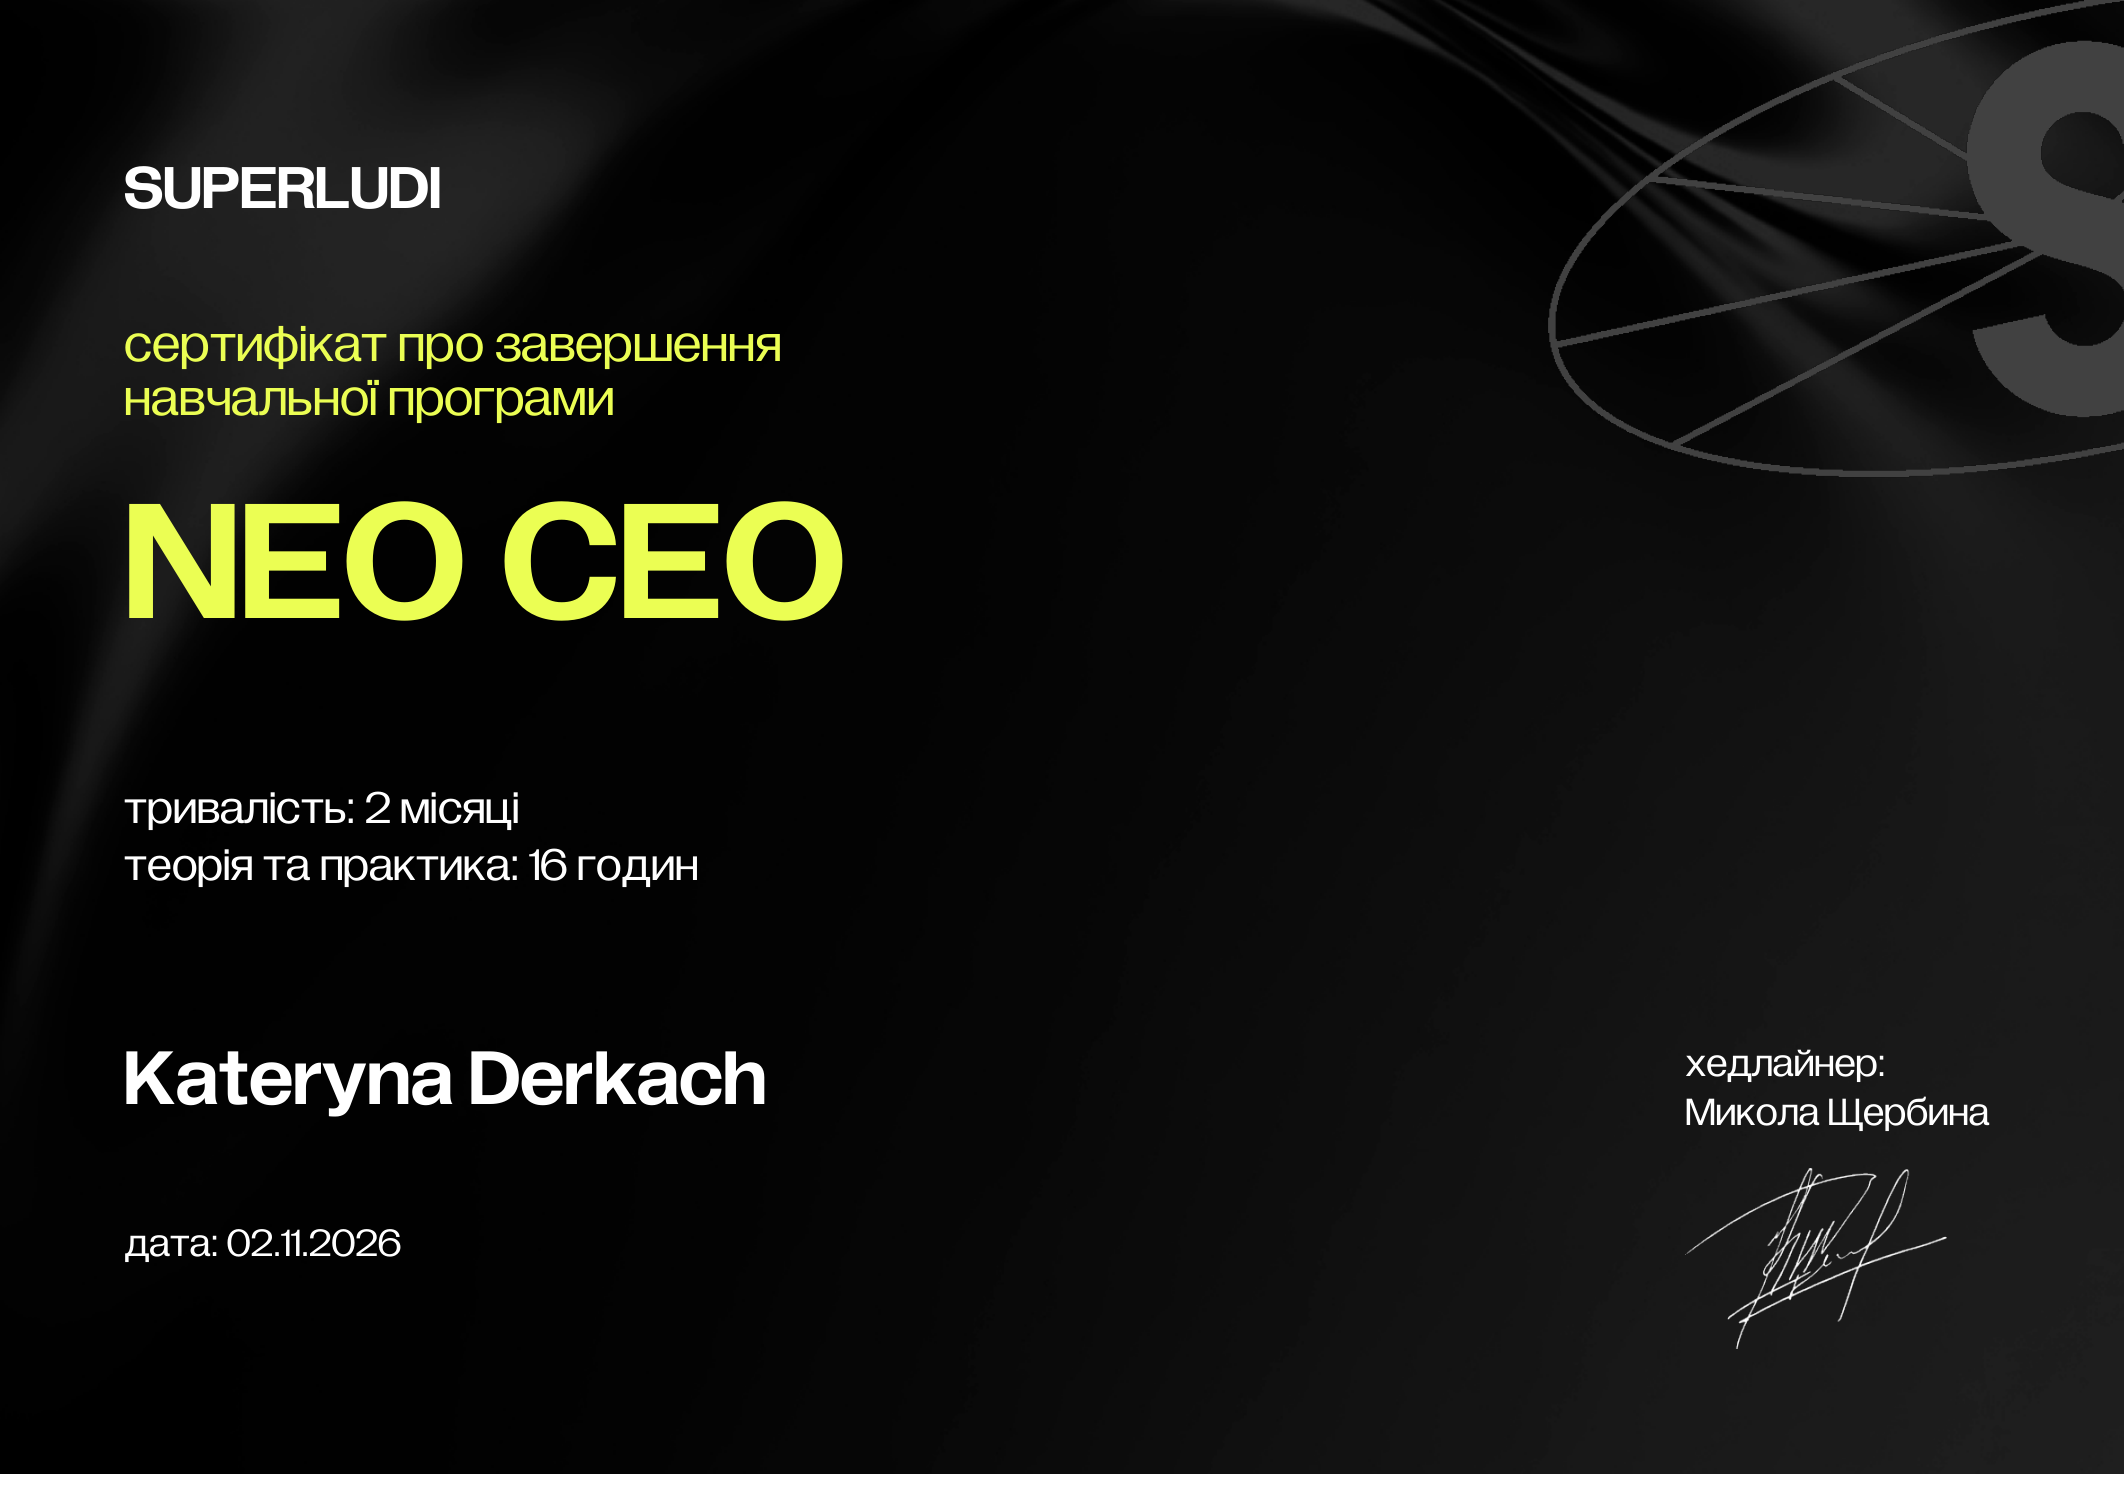 SUPERLUDI
сертифікат про завершення
навчальної програми
NEO CEO
тривалість: 2 місяці
теорія та практика: 16 годин
Kateryna Derkach
дата: 02.11.2026
хедлайнер:
Микола Щербина
S